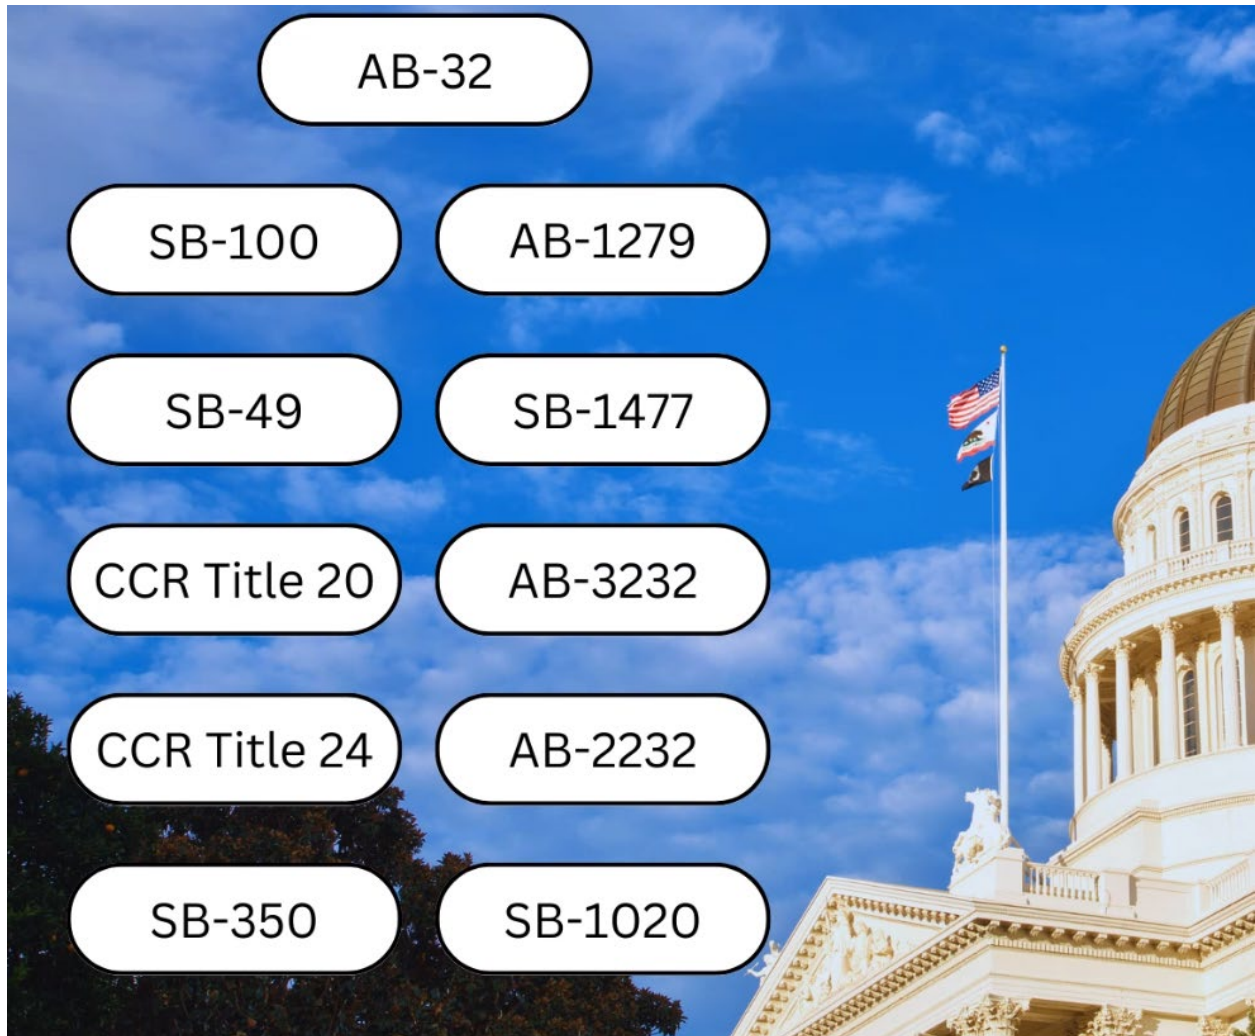 AB-32
SB-100
AB-1279
SB-49
SB-1477
CCR Title 20
AB-3232
CCR Title 24
AB-2232
SB-350
SB-1020